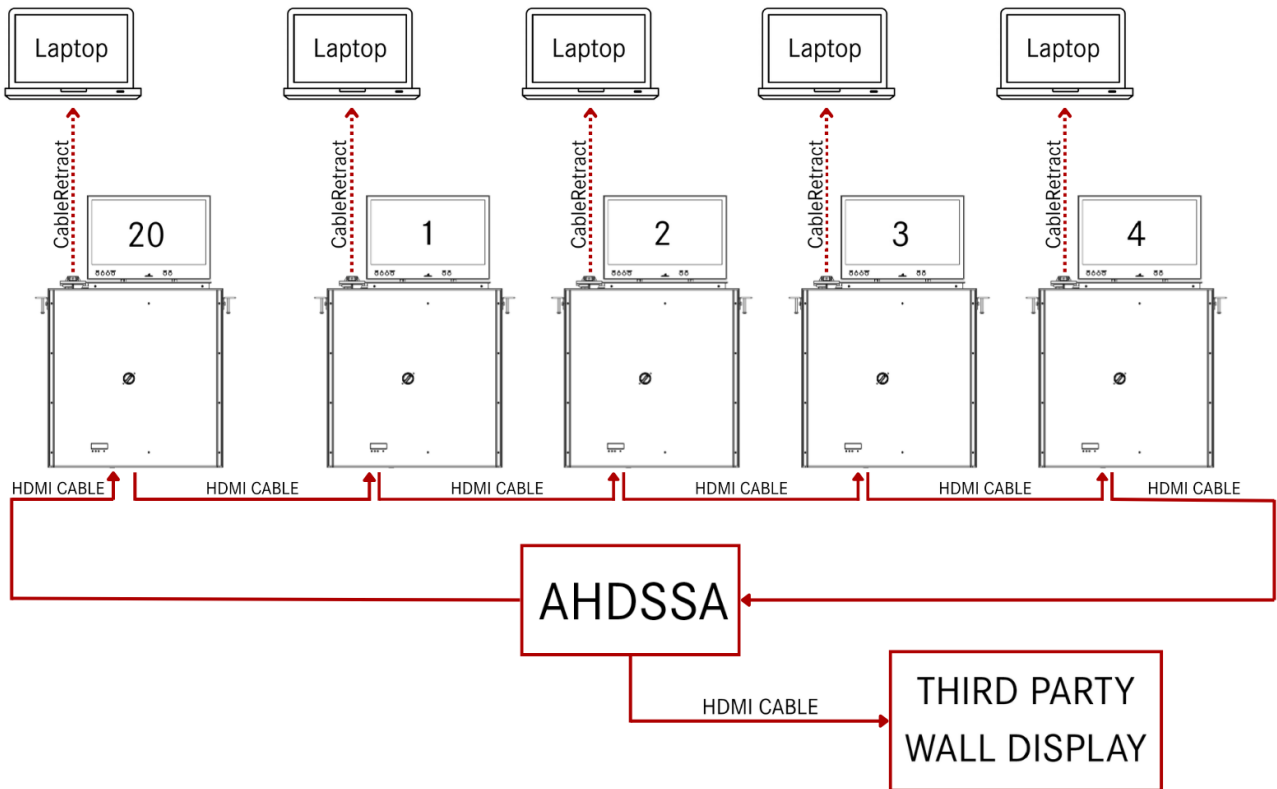 Laptop
Laptop
Laptop
Laptop
Laptop
CableRetract
CableRetract
CableRetract
CableRetract
CableRetract
20
1
2
3
4
HDMI CABLE
HDMI CABLE
HDMI CABLE
HDMI CABLE
HDMI CABLE
HDMI CABLE
AHDSSA
HDMI CABLE
THIRD PARTY
WALL DISPLAY